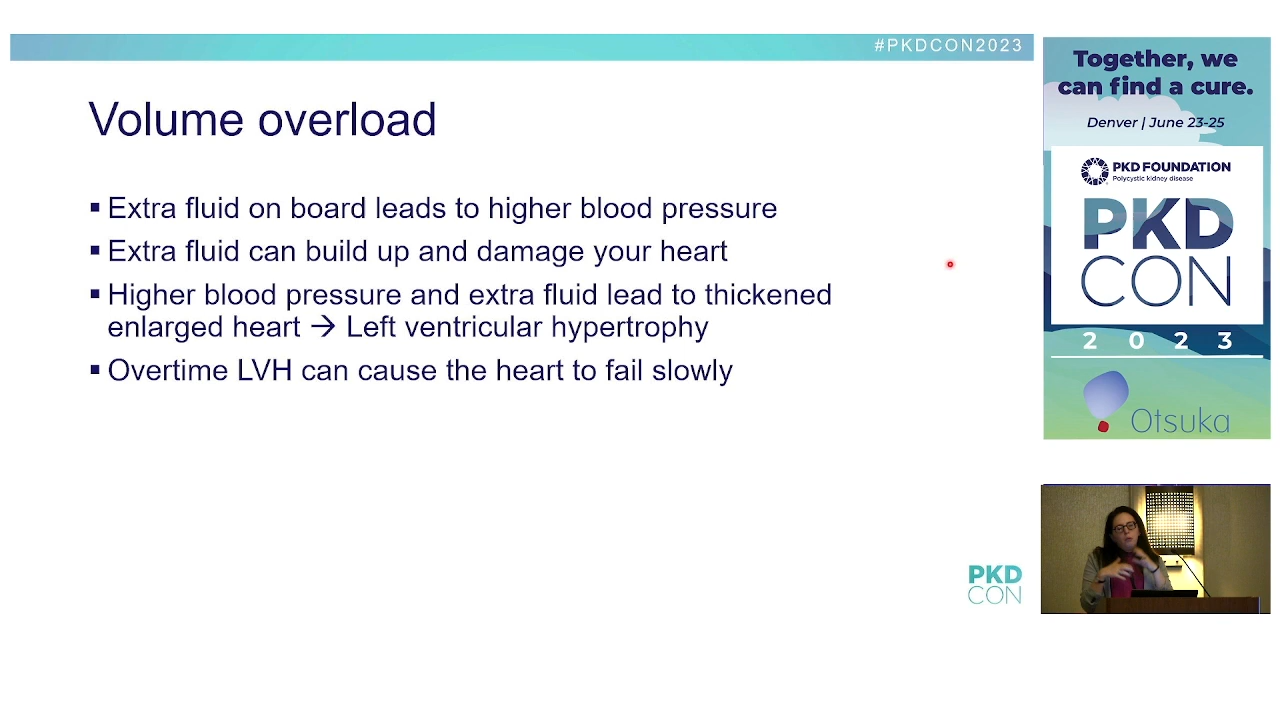 #PKDCON2023
Volume overload
▪ Extra fluid on board leads to higher blood pressure
▪ Extra fluid can build up and damage your heart
▪ Higher blood pressure and extra fluid lead to thickened
enlarged heart → Left ventricular hypertrophy
▪ Overtime LVH can cause the heart to fail slowly
PKD
CON
Together, we
can find a cure.
Denver | June 23-25
PKD FOUNDATION
Polycystic kidney disease
PKD
CON
2 0 2 3
Otsuka